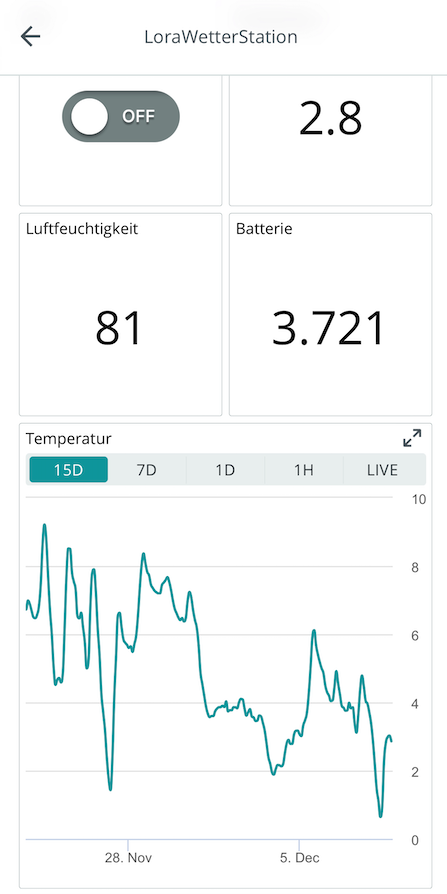 LoraWetterStation
OFF
2.8
Luftfeuchtigkeit
Batterie
81
3.721
Temperatur
15D 7D 1D 1H LIVE
10
8
6
4
2
0
28. Nov 5. Dec